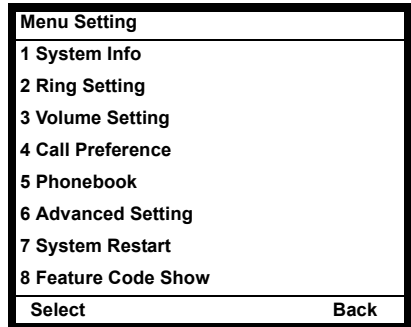 Menu Setting
1 System Info
2 Ring Setting
3 Volume Setting
4 Call Preference
5 Phonebook
6 Advanced Setting
7 System Restart
8 Feature Code Show
Select Back